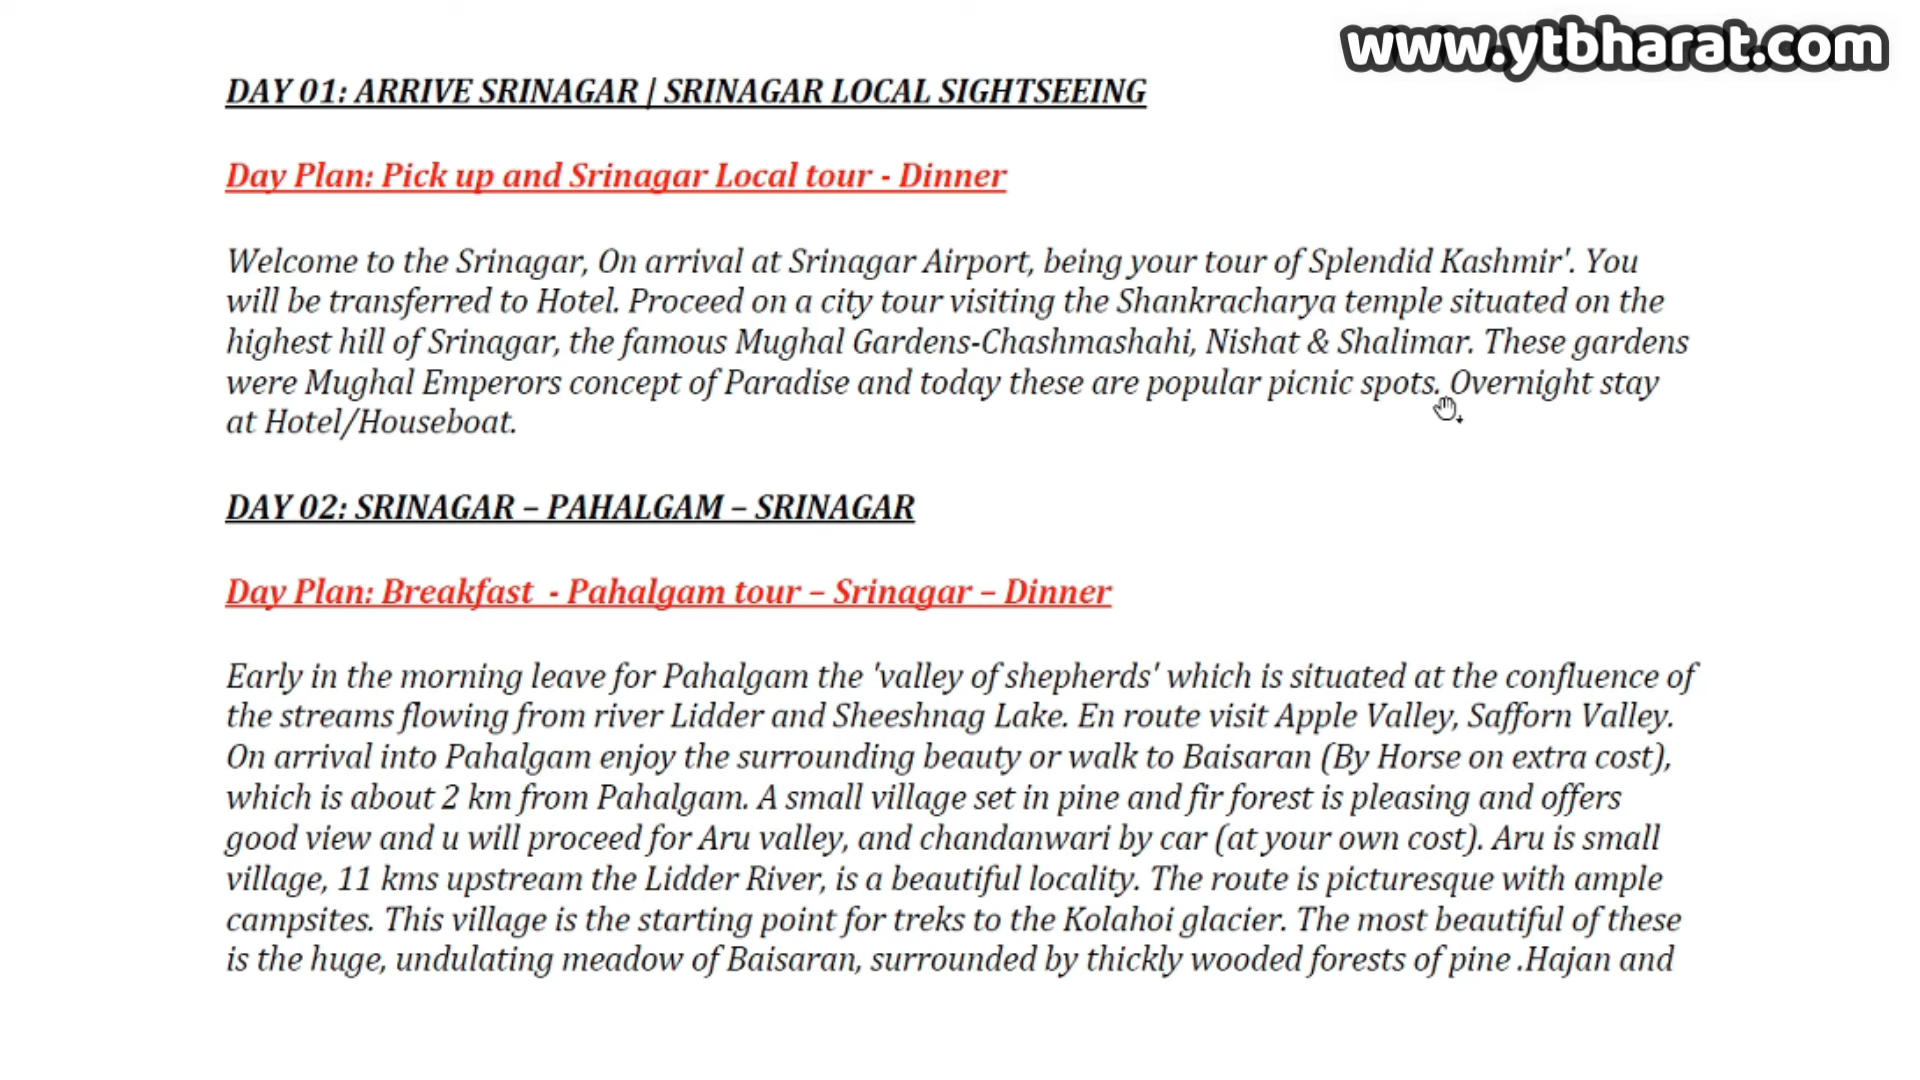 www.ytbharat.com
DAY 01: ARRIVE SRINAGAR | SRINAGAR LOCAL SIGHTSEEING
Day Plan: Pick up and Srinagar Local tour - Dinner
Welcome to the Srinagar, On arrival at Srinagar Airport, being your tour of Splendid Kashmir'. You
will be transferred to Hotel. Proceed on a city tour visiting the Shankracharya temple situated on the
highest hill of Srinagar, the famous Mughal Gardens-Chashmashahi, Nishat & Shalimar. These gardens
were Mughal Emperors concept of Paradise and today these are popular picnic spots. Overnight stay
at Hotel/Houseboat.
DAY 02: SRINAGAR – PAHALGAM – SRINAGAR
Day Plan: Breakfast  - Pahalgam tour – Srinagar – Dinner
Early in the morning leave for Pahalgam the 'valley of shepherds' which is situated at the confluence of
the streams flowing from river Lidder and Sheeshnag Lake. En route visit Apple Valley, Safforn Valley.
On arrival into Pahalgam enjoy the surrounding beauty or walk to Baisaran (By Horse on extra cost),
which is about 2 km from Pahalgam. A small village set in pine and fir forest is pleasing and offers
good view and u will proceed for Aru valley, and chandanwari by car (at your own cost). Aru is small
village, 11 kms upstream the Lidder River, is a beautiful locality. The route is picturesque with ample
campsites. This village is the starting point for treks to the Kolahoi glacier. The most beautiful of these
is the huge, undulating meadow of Baisaran, surrounded by thickly wooded forests of pine .Hajan and